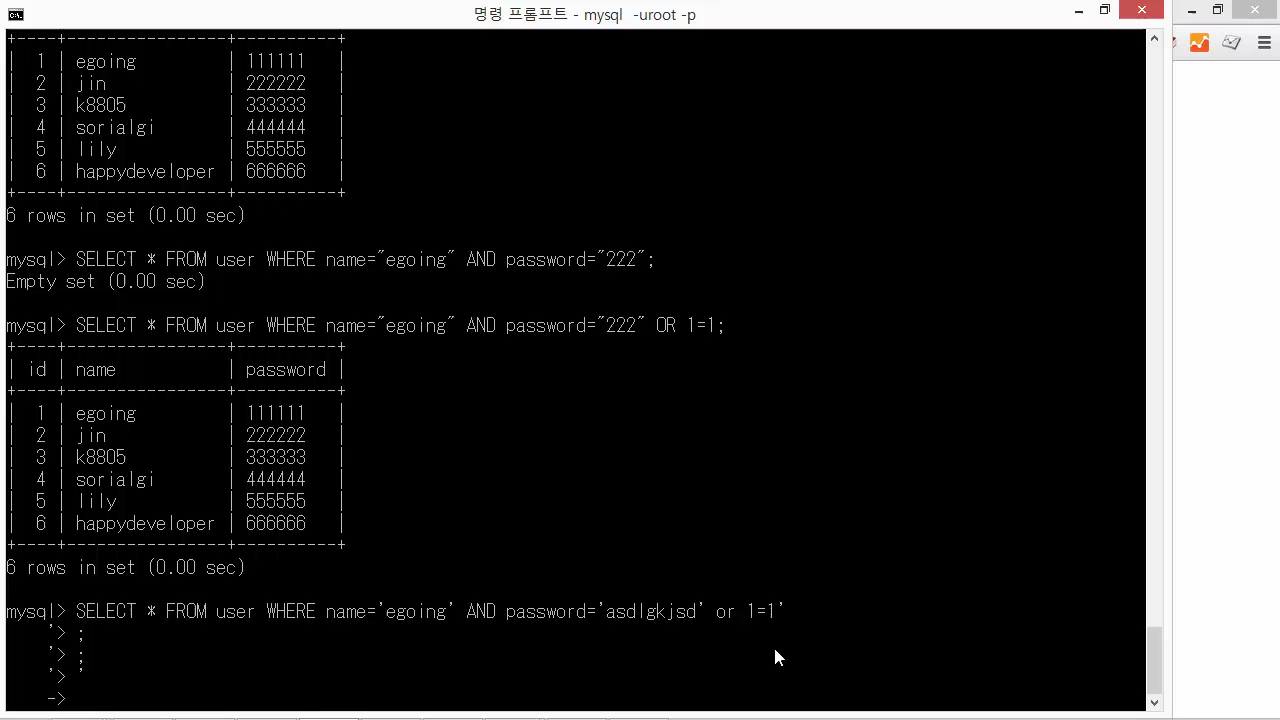 명령 프롬프트 - mysql  -uroot -p
+----+----------------+----------+
|  1 | egoing         | 111111   |
|  2 | jin            | 222222   |
|  3 | k8805          | 333333   |
|  4 | sorialgi       | 444444   |
|  5 | lily           | 555555   |
|  6 | happydeveloper | 666666   |
+----+----------------+----------+
6 rows in set (0.00 sec)
mysql> SELECT * FROM user WHERE name="egoing" AND password="222";
Empty set (0.00 sec)
mysql> SELECT * FROM user WHERE name="egoing" AND password="222" OR 1=1;
+----+----------------+----------+
| id | name           | password |
+----+----------------+----------+
|  1 | egoing         | 111111   |
|  2 | jin            | 222222   |
|  3 | k8805          | 333333   |
|  4 | sorialgi       | 444444   |
|  5 | lily           | 555555   |
|  6 | happydeveloper | 666666   |
+----+----------------+----------+
6 rows in set (0.00 sec)
mysql> SELECT * FROM user WHERE name='egoing' AND password='asdlgkjsd' or 1=1'
    '> ;
    '> ;
    '> '
    ->